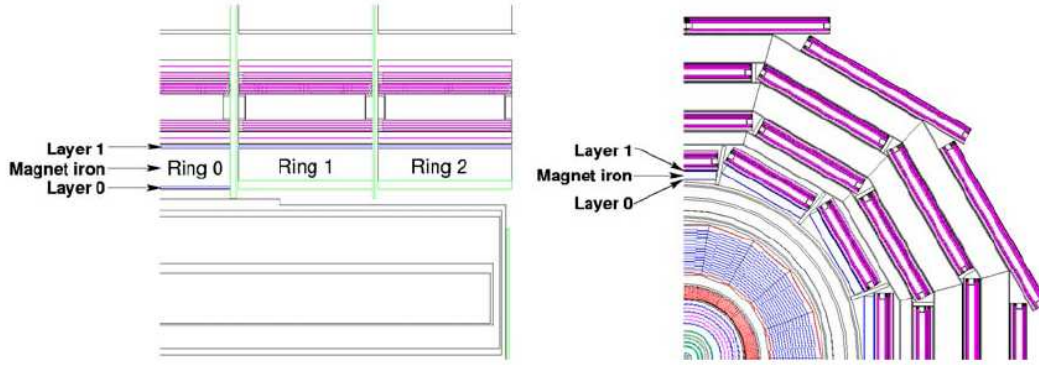 Layer 1
Magnet iron
Layer 0
Ring 0
Ring 1
Ring 2
Layer 1
Magnet iron
Layer 0